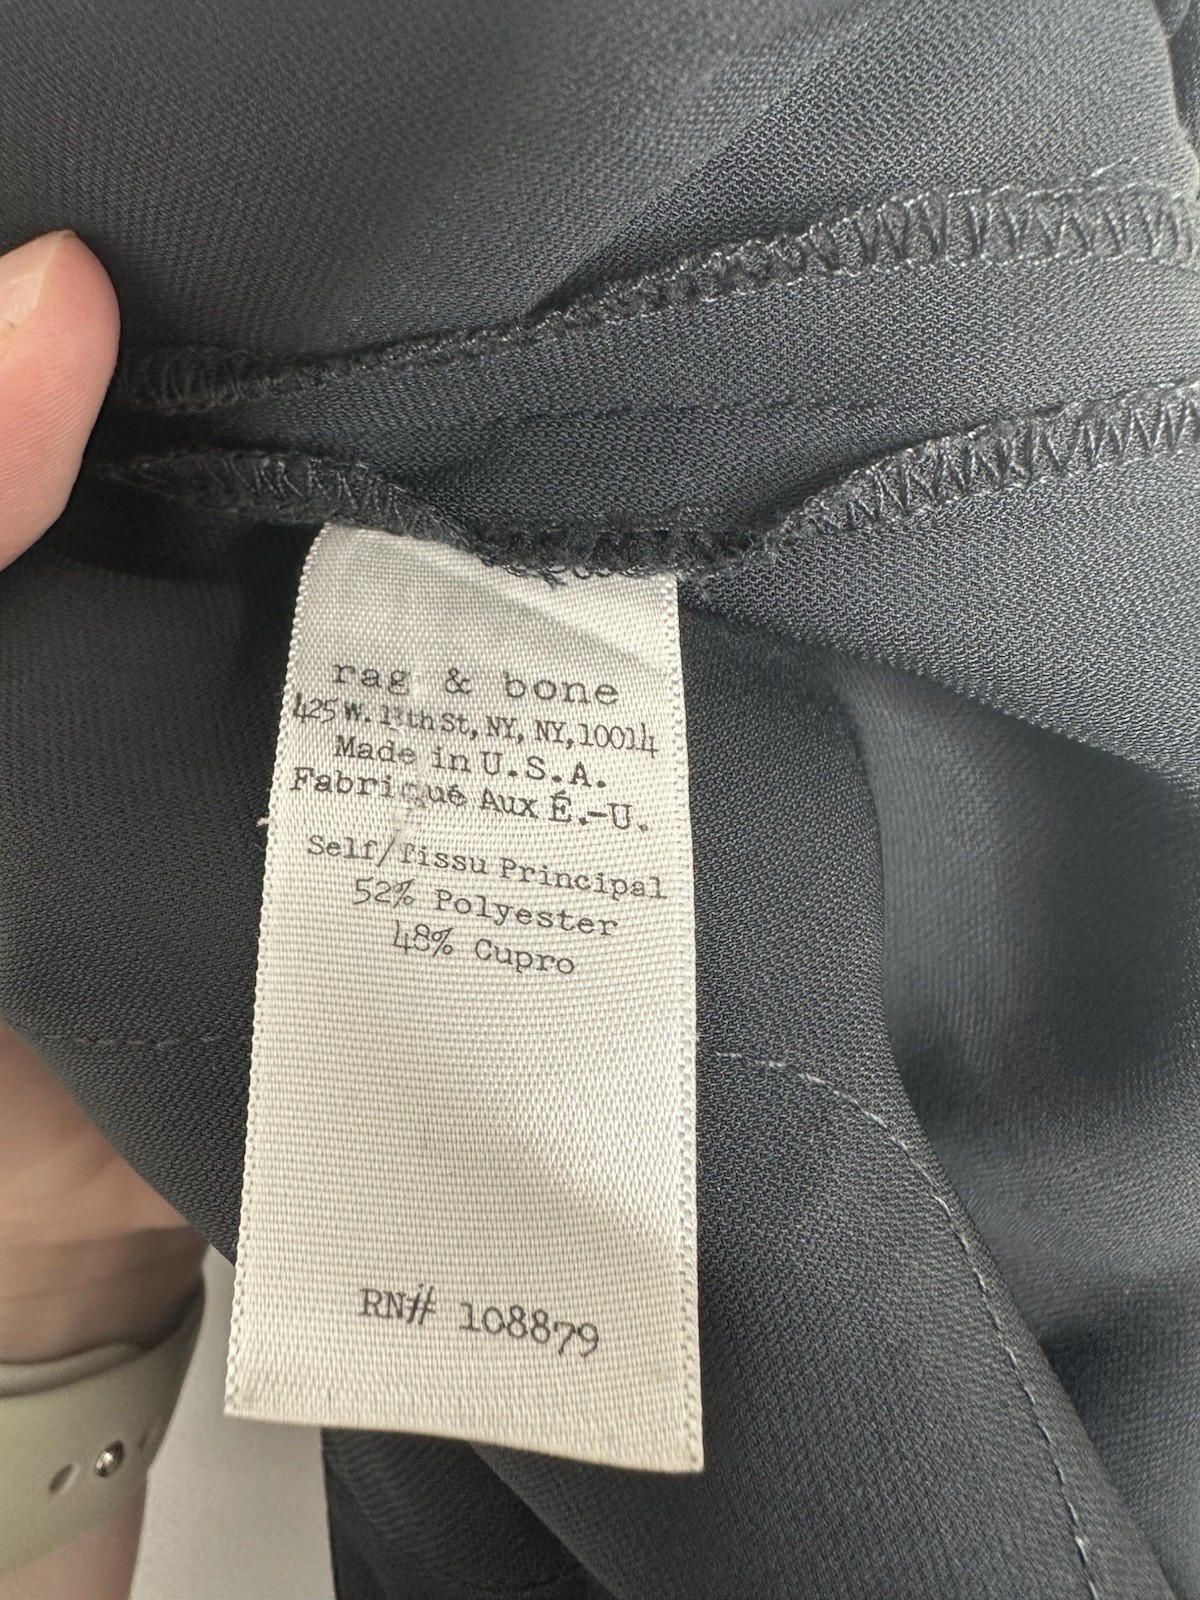 rag & bone
425 W. 13th St, NY, NY, 10014
Made in U.S.A.
Fabriqué Aux É.-U.
Self/Tissu Principal
52% Polyester
48% Cupro
RN# 108879